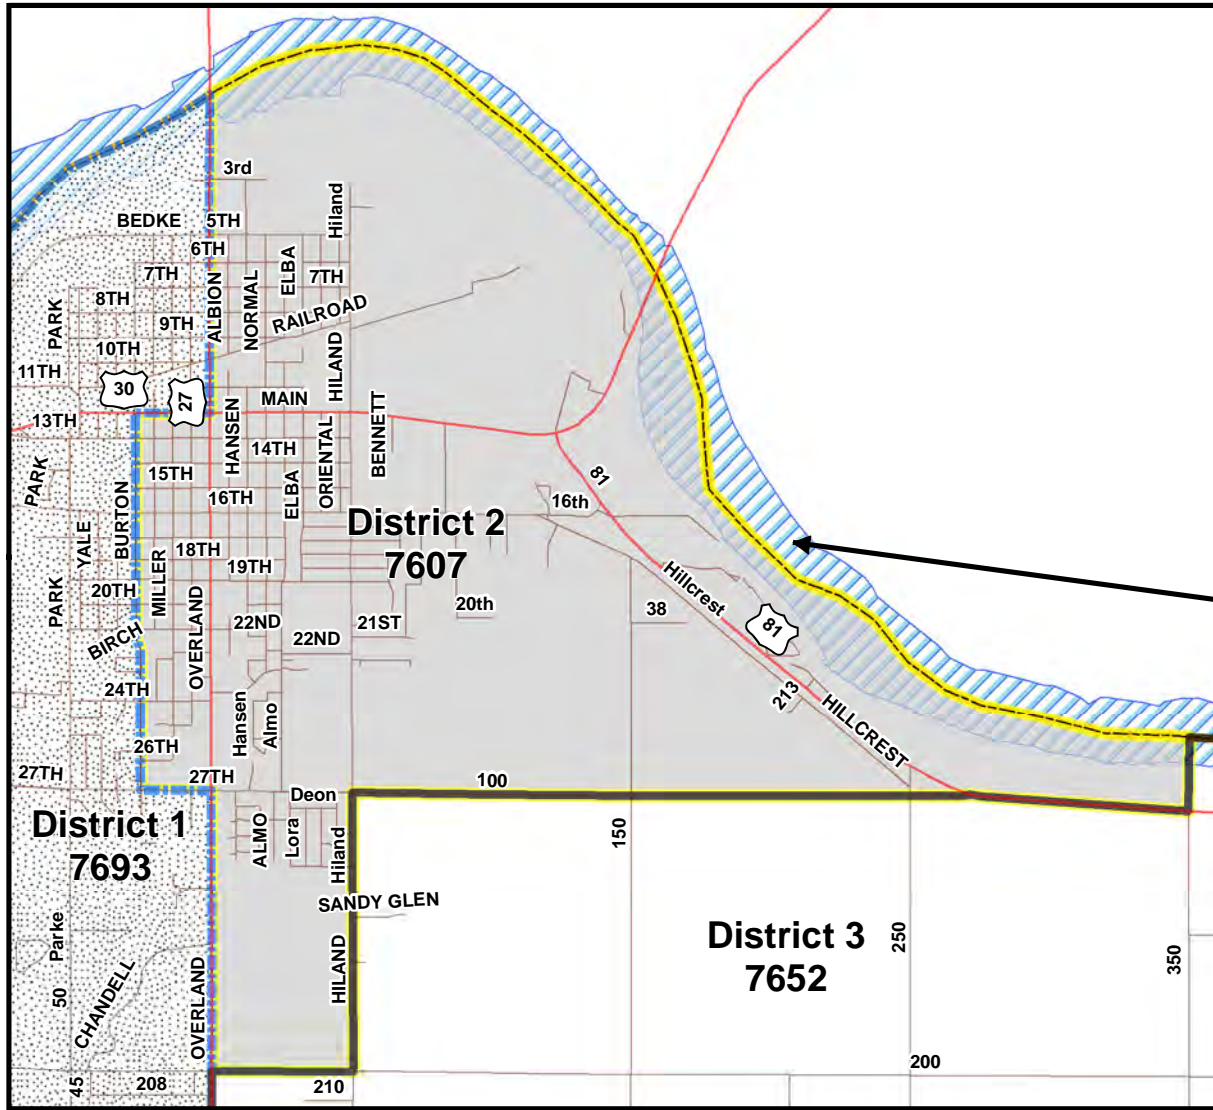 3rd
Hiland
BEDKE
5TH
6TH
ELBA
7TH
7TH
8TH
ALBION
NORMAL
PARK
9TH
RAILROAD
10TH
11TH
30
27
HILAND
MAIN
13TH
HANSEN
BENNETT
14TH
ORIENTAL
PARK
15TH
81
16TH
ELBA
16th
BURTON
YALE
District 2
7607
18TH
MILLER
19TH
Hillcrest
PARK
20TH
20th
38
OVERLAND
22ND
21ST
BIRCH
22ND
81
24TH
213
Hansen
Almo
HILLCREST
26TH
27TH
27TH
100
Deon
District 1
7693
ALMO
Lora
Hiland
150
SANDY GLEN
Parke
District 3
7652
250
350
HILAND
50
CHANDELL
OVERLAND
200
45
208
210